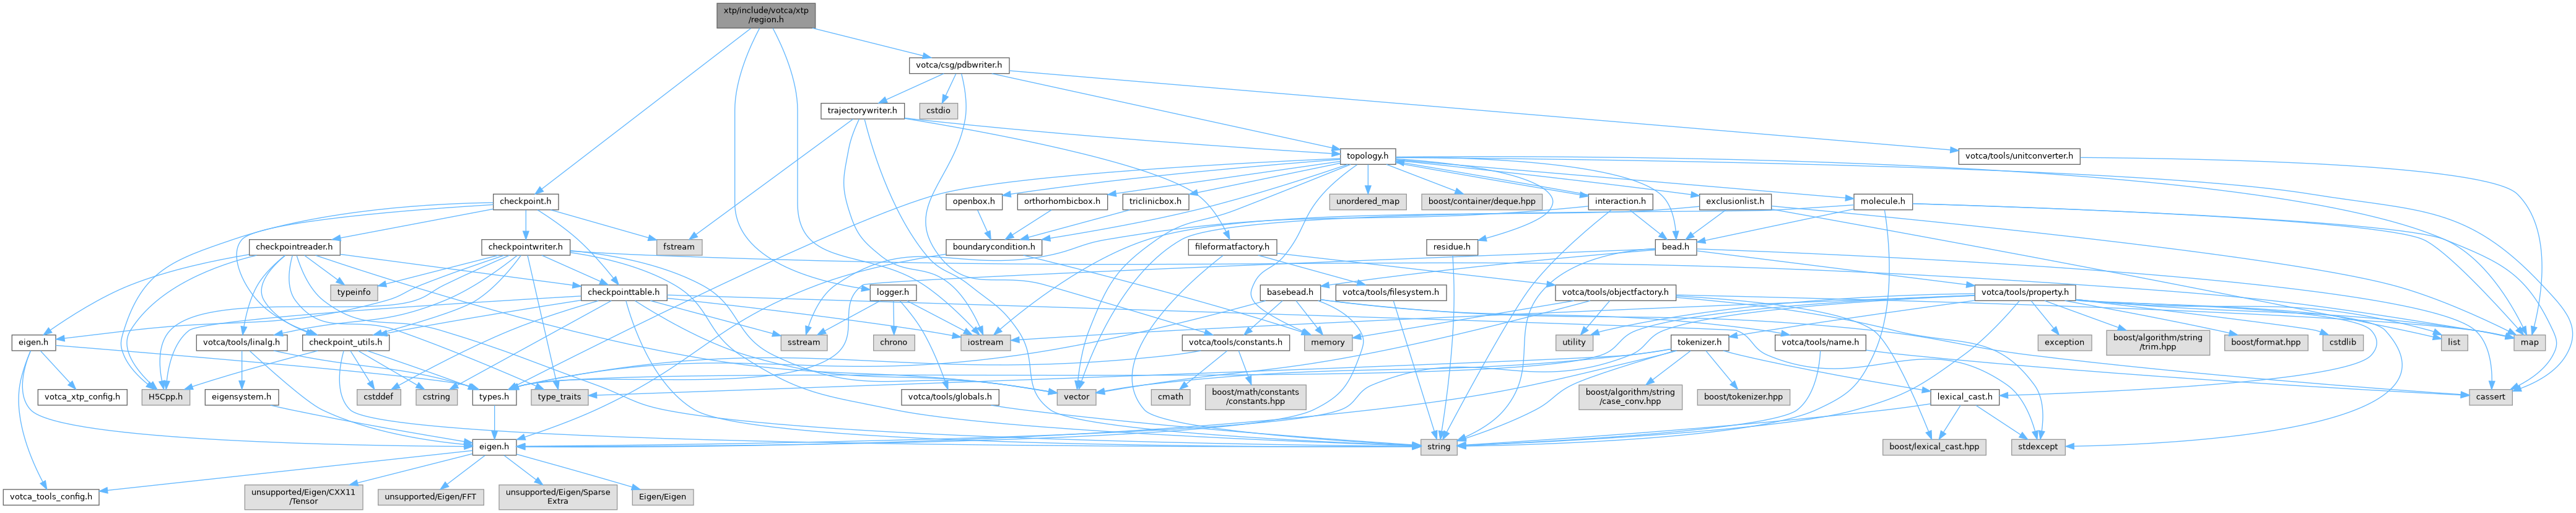 xtp/include/votca/xtp
/region.h
votca/csg/pdbwriter.h
trajectorywriter.h
cstdio
topology.h
votca/tools/unitconverter.h
checkpoint.h
openbox.h
orthorhombicbox.h
triclinicbox.h
unordered_map
boost/container/deque.hpp
interaction.h
exclusionlist.h
molecule.h
checkpointreader.h
checkpointwriter.h
fstream
boundarycondition.h
fileformatfactory.h
residue.h
bead.h
typeinfo
checkpointtable.h
logger.h
basebead.h
votca/tools/filesystem.h
votca/tools/objectfactory.h
votca/tools/property.h
eigen.h
votca/tools/linalg.h
checkpoint_utils.h
sstream
chrono
iostream
votca/tools/constants.h
memory
utility
tokenizer.h
votca/tools/name.h
exception
boost/algorithm/string
/trim.hpp
boost/format.hpp
cstdlib
list
map
votca_xtp_config.h
H5Cpp.h
eigensystem.h
cstddef
cstring
types.h
type_traits
votca/tools/globals.h
vector
cmath
boost/math/constants
/constants.hpp
boost/algorithm/string
/case_conv.hpp
boost/tokenizer.hpp
lexical_cast.h
cassert
eigen.h
string
boost/lexical_cast.hpp
stdexcept
votca_tools_config.h
unsupported/Eigen/CXX11
/Tensor
unsupported/Eigen/FFT
unsupported/Eigen/Sparse
Extra
Eigen/Eigen